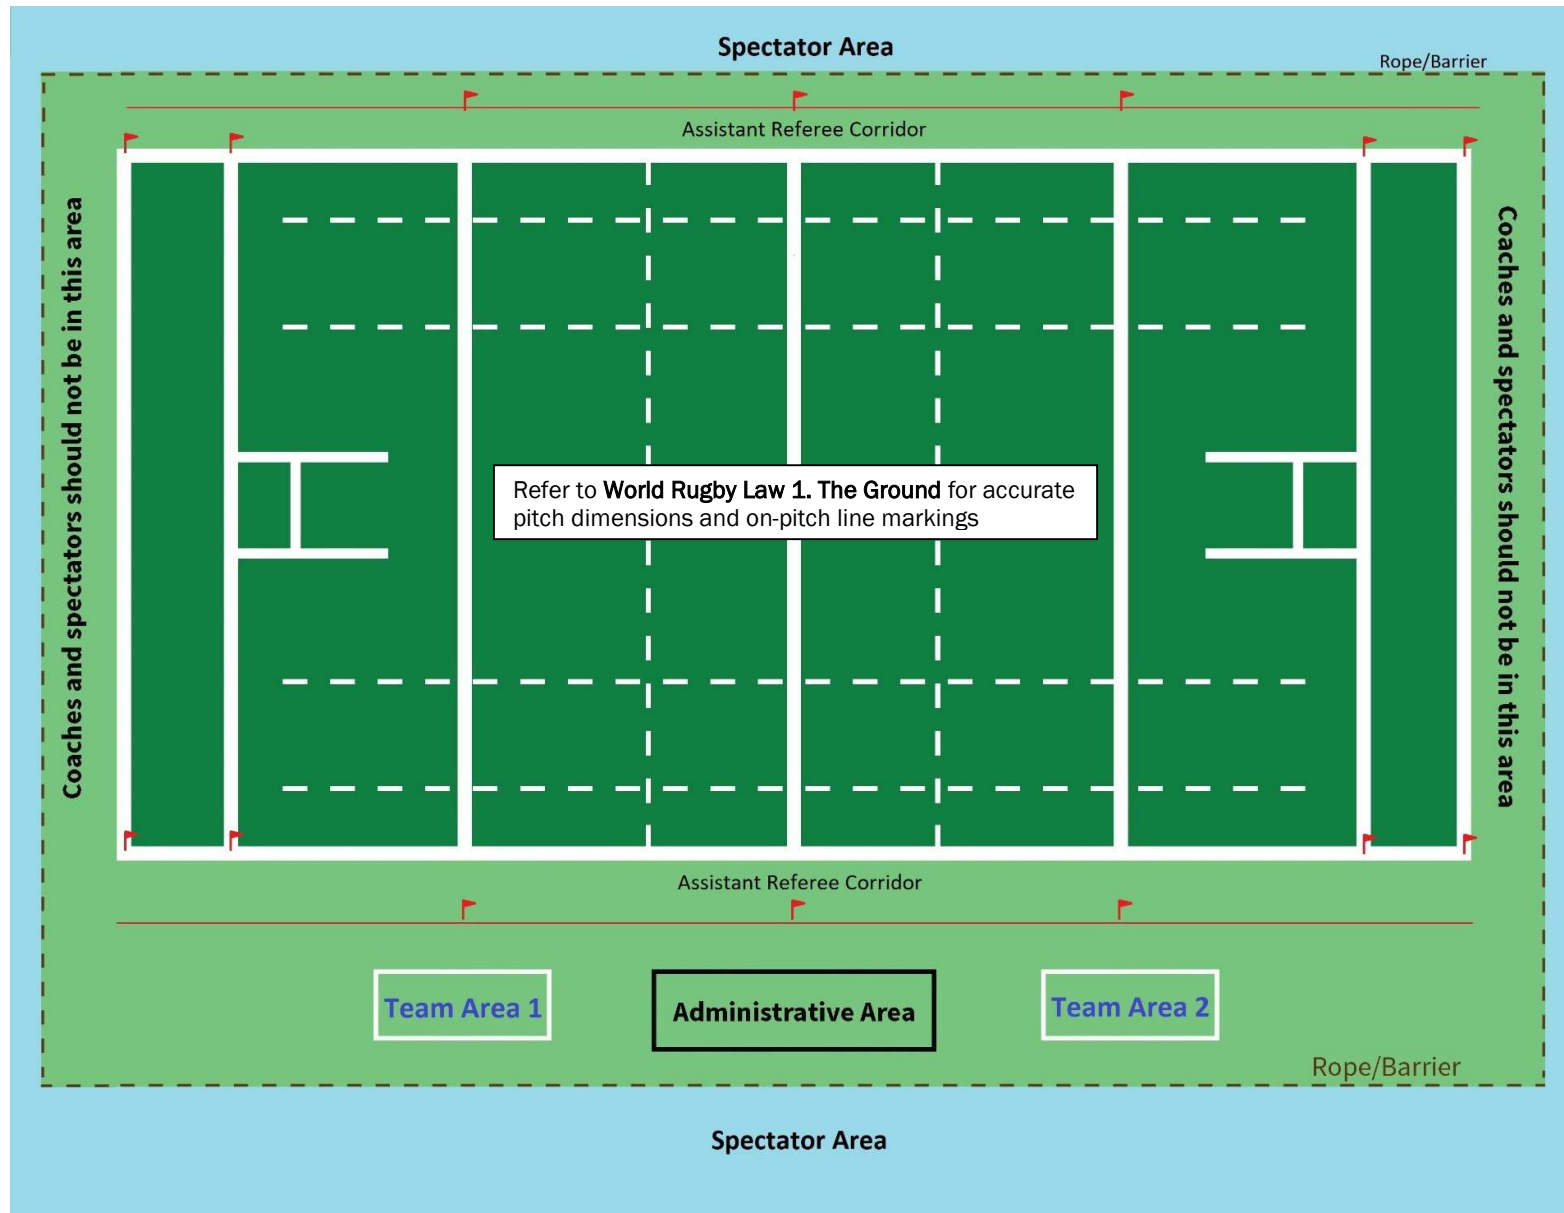 Spectator Area
Rope/Barrier
Assistant Referee Corridor
Coaches and spectators should not be in this area
Coaches and spectators should not be in this area
Refer to World Rugby Law 1. The Ground for accurate
pitch dimensions and on-pitch line markings
Assistant Referee Corridor
Team Area 1
Administrative Area
Team Area 2
Rope/Barrier
Spectator Area